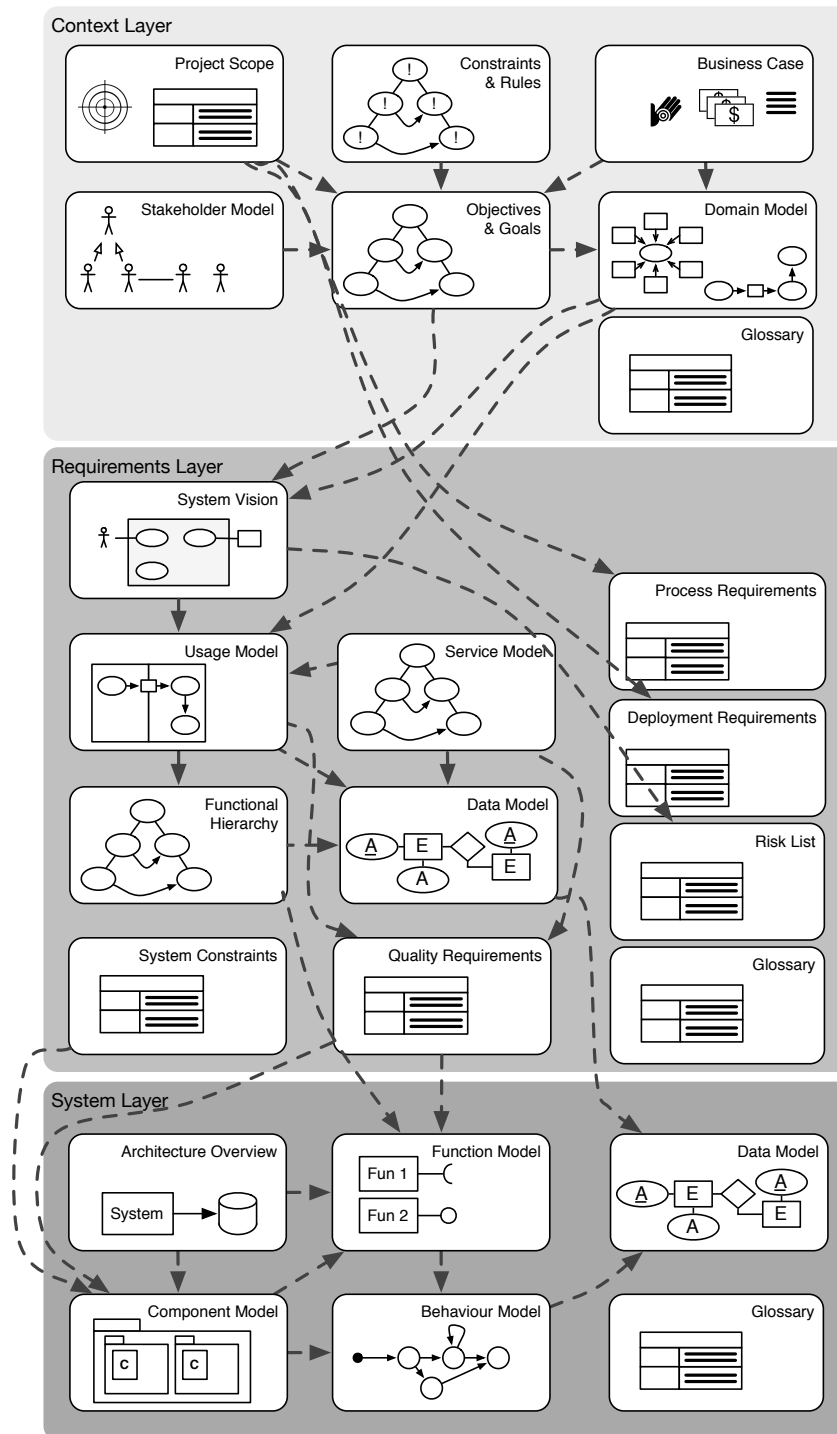 Context Layer
Project Scope
Constraints
& Rules
!
!
!
!
!
Business Case
$
$
$
Stakeholder Model
Objectives
& Goals
Domain Model
Glossary
Requirements Layer
System Vision
Process Requirements
Usage Model
Service Model
Deployment Requirements
Functional
Hierarchy
Data Model
A
E
A
A
E
Risk List
System Constraints
Quality Requirements
Glossary
System Layer
Architecture Overview
System
Function Model
Fun 1
Fun 2
Data Model
A
E
A
A
E
Component Model
C
C
Behaviour Model
Glossary